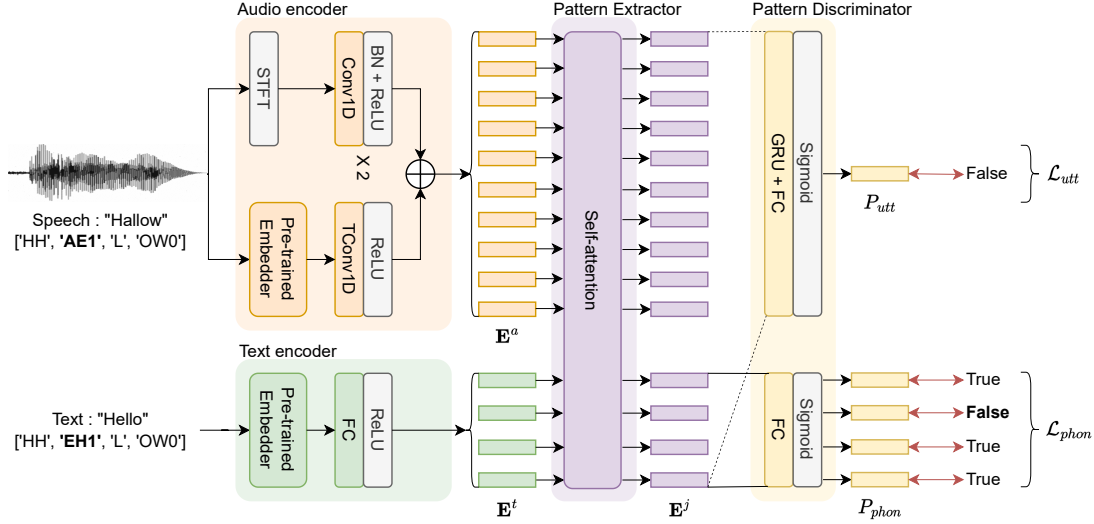 Audio encoder
Pattern Extractor
Pattern Discriminator
STFT
Conv1D
BN + ReLU
X 2
Pre-trained
Embedder
TConv1D
ReLU
Speech : "Hallow"
['HH', 'AE1', 'L', 'OW0']
E^a
Self-attention
GRU + FC
Sigmoid
P_utt
False
ℒ_utt
Text encoder
Text : "Hello"
['HH', 'EH1', 'L', 'OW0']
Pre-trained
Embedder
FC
ReLU
E^t
E^j
FC
Sigmoid
P_phon
True
False
True
True
ℒ_phon